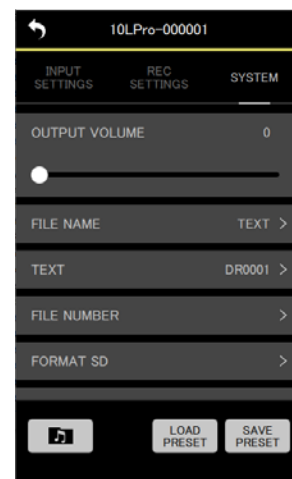 10LPro-000001
INPUT
SETTINGS
REC
SETTINGS
SYSTEM
OUTPUT VOLUME 0
FILE NAME TEXT >
TEXT DR0001 >
FILE NUMBER >
FORMAT SD >
LOAD
PRESET
SAVE
PRESET